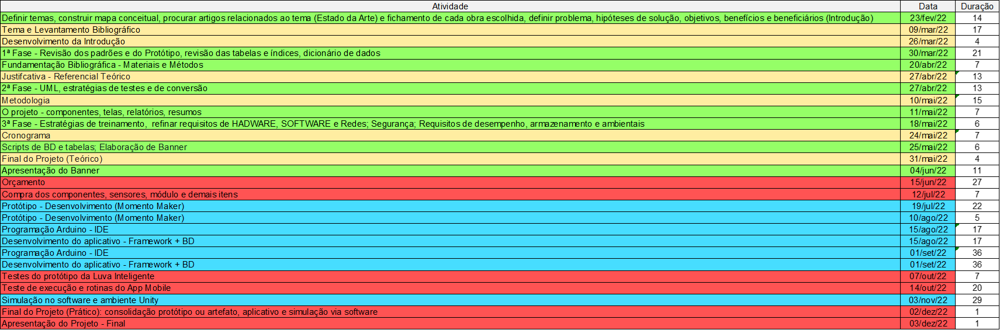 Atividade Data Duração
Definir temas, construir mapa conceitual, procurar artigos relacionados ao tema (Estado da Arte) e fichamento de cada obra escolhida, definir problema, hipóteses de solução, objetivos, benefícios e beneficiários (Introdução) 23/fev/22 14
Tema e Levantamento Bibliográfico 09/mar/22 17
Desenvolvimento da Introdução 26/mar/22 4
1ª Fase - Revisão dos padrões e do Protótipo, revisão das tabelas e índices, dicionário de dados 30/mar/22 21
Fundamentação Bibliográfica - Materiais e Métodos 20/abr/22 7
Justifcativa - Referencial Teórico 27/abr/22 13
2ª Fase - UML, estratégias de testes e de conversão 27/abr/22 13
Metodologia 10/mai/22 15
O projeto - componentes, telas, relatórios, resumos 11/mai/22 7
3ª Fase - Estratégias de treinamento, refinar requisitos de HADWARE, SOFTWARE e Redes; Segurança; Requisitos de desempenho, armazenamento e ambientais 18/mai/22 6
Cronograma 24/mai/22 7
Scripts de BD e tabelas; Elaboração de Banner 25/mai/22 6
Final do Projeto (Teórico) 31/mai/22 4
Apresentação do Banner 04/jun/22 11
Orçamento 15/jun/22 27
Compra dos componentes, sensores, módulo e demais itens 12/jul/22 7
Protótipo - Desenvolvimento (Momento Maker) 19/jul/22 22
Protótipo - Desenvolvimento (Momento Maker) 10/ago/22 5
Programação Arduino - IDE 15/ago/22 17
Desenvolvimento do aplicativo - Framework + BD 15/ago/22 17
Programação Arduino - IDE 01/set/22 36
Desenvolvimento do aplicativo - Framework + BD 01/set/22 36
Testes do protótipo da Luva Inteligente 07/out/22 7
Teste de execução e rotinas do App Mobile 14/out/22 20
Simulação no software e ambiente Unity 03/nov/22 29
Final do Projeto (Prático): consolidação protótipo ou artefato, aplicativo e simulação via software 02/dez/22 1
Apresentação do Projeto - Final 03/dez/22 1